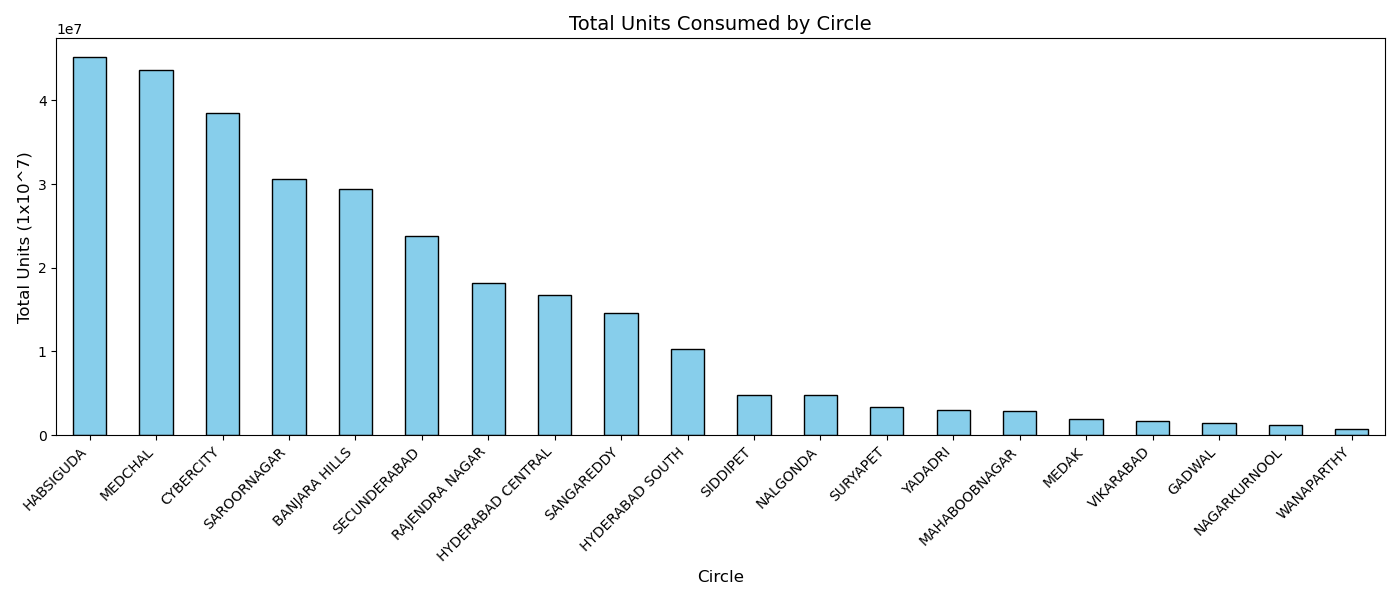 Total Units Consumed by Circle
1e7
Total Units (1x10^7)
4
3
2
1
0
HABSIGUDA
MEDCHAL
CYBERCITY
SAROORNAGAR
BANJARA HILLS
SECUNDERABAD
RAJENDRA NAGAR
HYDERABAD CENTRAL
SANGAREDDY
HYDERABAD SOUTH
SIDDIPET
NALGONDA
SURYAPET
YADADRI
MAHABOOBNAGAR
MEDAK
VIKARABAD
GADWAL
NAGARKURNOOL
WANAPARTHY
Circle